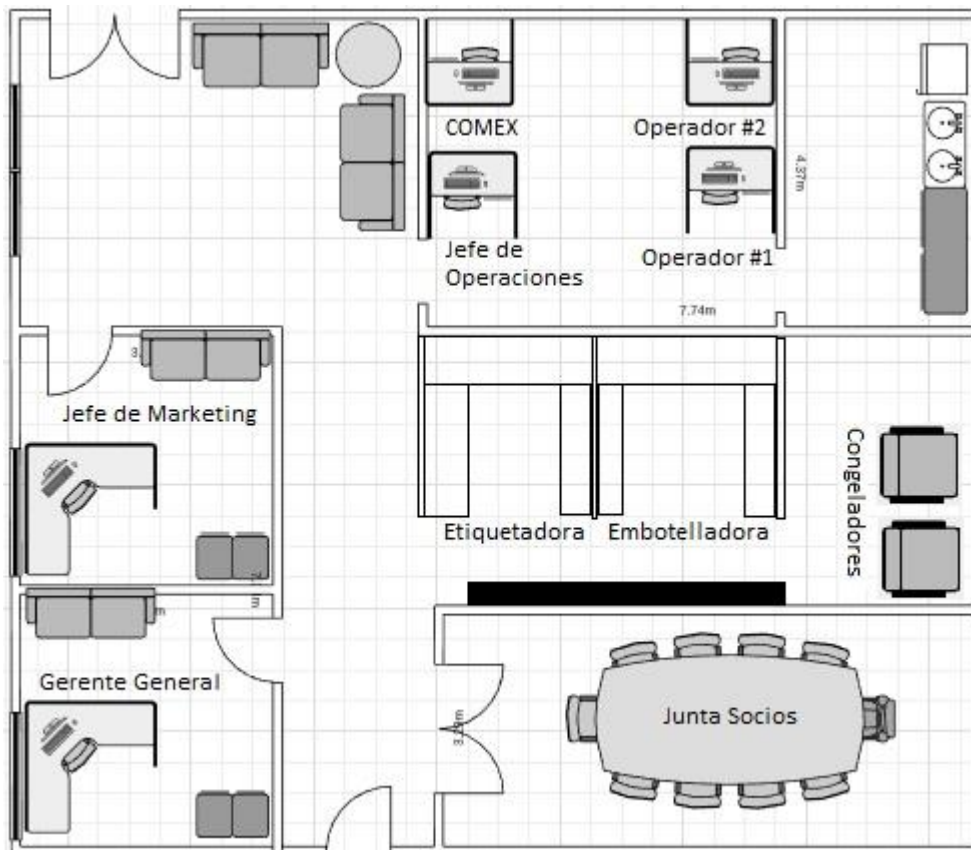 COMEX
Operador #2
4.37m
Jefe de
Operaciones
Operador #1
7.74m
3.
Jefe de Marketing
Congeladores
Etiquetadora
Embotelladora
Gerente General
Junta Socios